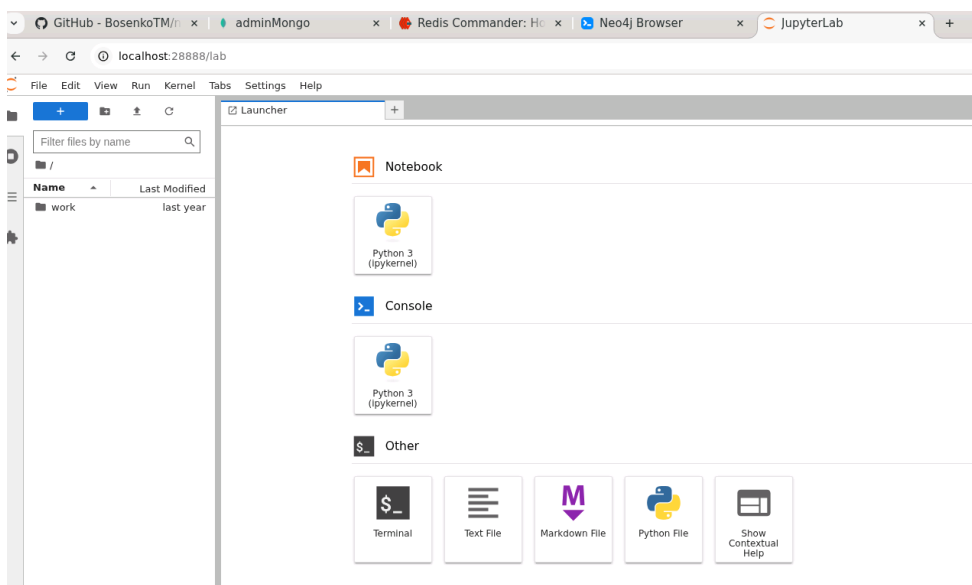 GitHub - BosenkoTM/
adminMongo
Redis Commander: Ho
Neo4j Browser
JupyterLab
localhost:28888/lab
File Edit View Run Kernel Tabs Settings Help
Launcher
Filter files by name
/
Name Last Modified
work last year
Notebook
Python 3
(ipykernel)
Console
Python 3
(ipykernel)
$_ Other
$_
Terminal
Text File
M
Markdown File
Python File
Show
Contextual
Help